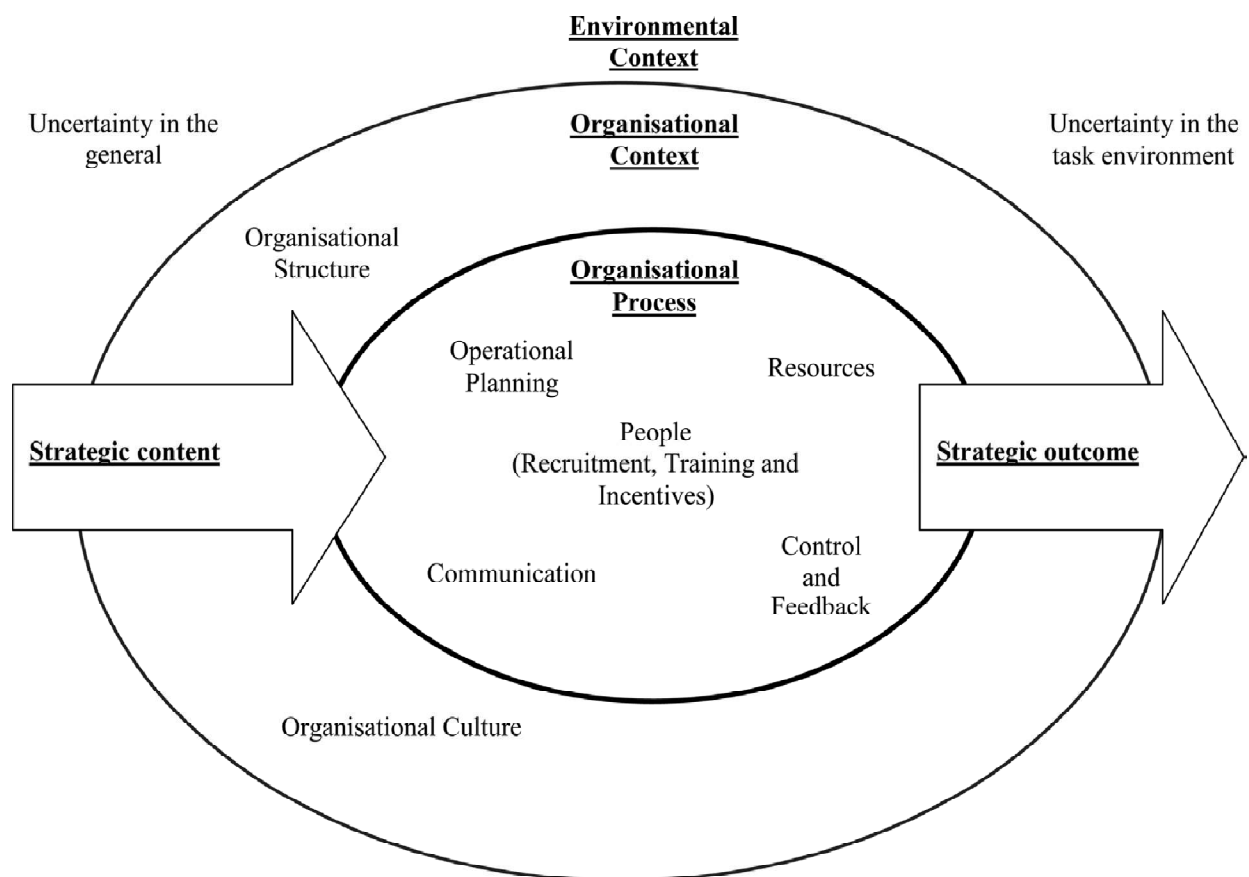 Environmental
Context
Uncertainty in the
general
Organisational
Context
Uncertainty in the
task environment
Organisational
Structure
Organisational
Process
Operational
Planning
Resources
Strategic content
People
(Recruitment, Training and
Incentives)
Strategic outcome
Communication
Control
and
Feedback
Organisational Culture